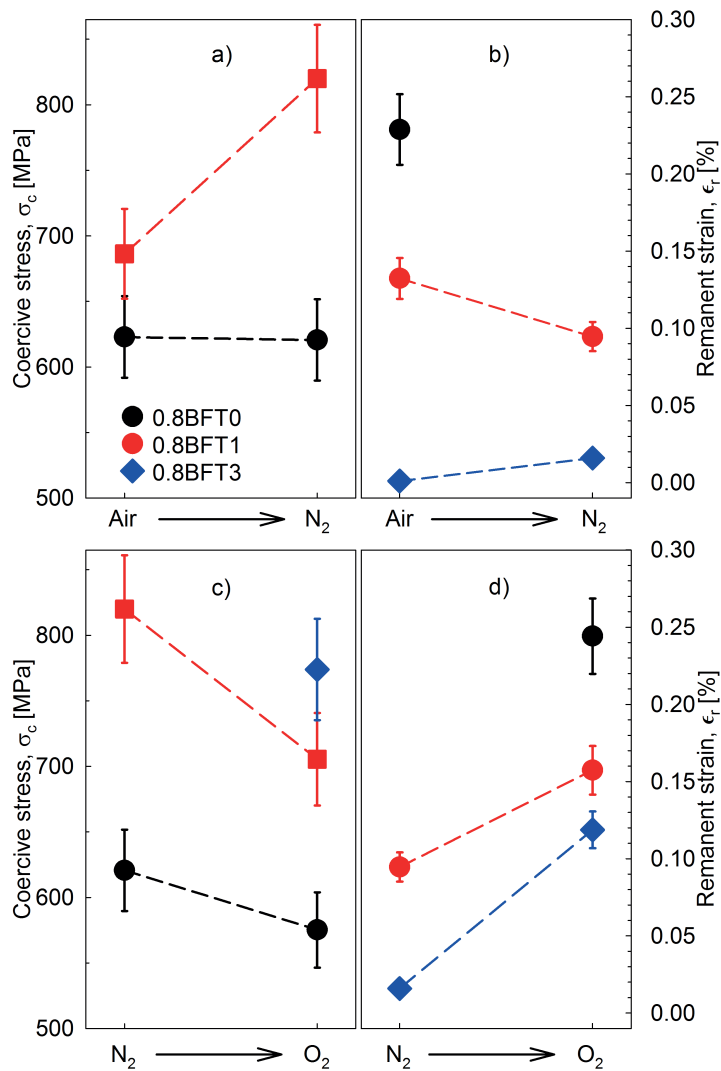 a)
b)
800
700
600
500
Coercive stress, σc [MPa]
0.8BFT0
0.8BFT1
0.8BFT3
Air
N2
Air
N2
0.30
0.25
0.20
0.15
0.10
0.05
0.00
Remanent strain, ϵr [%]
c)
d)
800
700
600
500
Coercive stress, σc [MPa]
N2
O2
N2
O2
0.30
0.25
0.20
0.15
0.10
0.05
0.00
Remanent strain, ϵr [%]